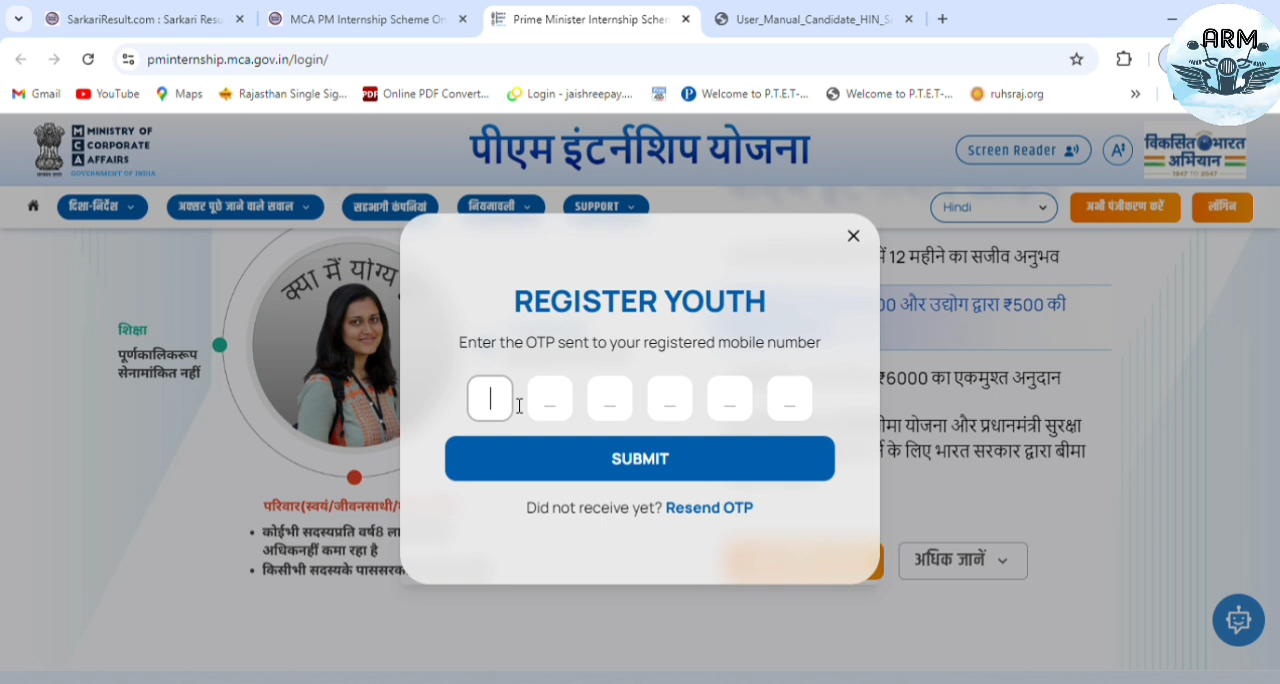 SarkariResult.com : Sarkari Resu
MCA PM Internship Scheme On
Prime Minister Internship Schem
User_Manual_Candidate_HIN_S
pminternship.mca.gov.in/login/
Gmail
YouTube
Maps
Rajasthan Single Sig...
Online PDF Convert...
Login - jaishreepay....
Welcome to P.T.E.T-...
Welcome to P.T.E.T-...
ruhsraj.org
ARM
MINISTRY OF
CORPORATE
AFFAIRS
GOVERNMENT OF INDIA
पीएम इंटर्नशिप योजना
Screen Reader
A
विकसित भारत
अभियान
1947 TO 2047
दिशा-निर्देश
अक्सर पूछे जाने वाले सवाल
सहभागी कंपनियां
नियमावली
SUPPORT
Hindi
अभी पंजीकरण करें
लॉगिन
क्या में योग्य
शिक्षा
पूर्णकालिकरूप
सेनामांकित नहीं
परिवार(स्वयं/जीवनसाथी/
• कोईभी सदस्यप्रति वर्ष8 ला
अधिकनहीं कमा रहा है
• किसीभी सदस्यके पाससरक
REGISTER YOUTH
Enter the OTP sent to your registered mobile number
SUBMIT
Did not receive yet? Resend OTP
में 12 महीने का सजीव अनुभव
00 और उद्योग द्वारा ₹500 की
₹6000 का एकमुश्त अनुदान
ीमा योजना और प्रधानमंत्री सुरक्षा
के लिए भारत सरकार द्वारा बीमा
अधिक जानें